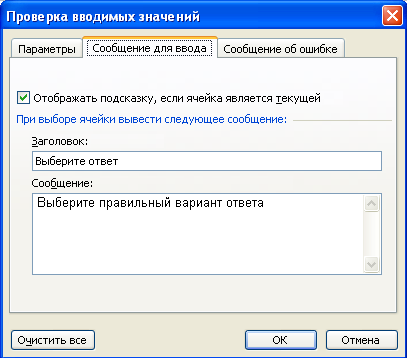 Проверка вводимых значений
Параметры
Сообщение для ввода
Сообщение об ошибке
Отображать подсказку, если ячейка является текущей
При выборе ячейки вывести следующее сообщение:
Заголовок:
Выберите ответ
Сообщение:
Выберите правильный вариант ответа
Очистить все
ОК
Отмена